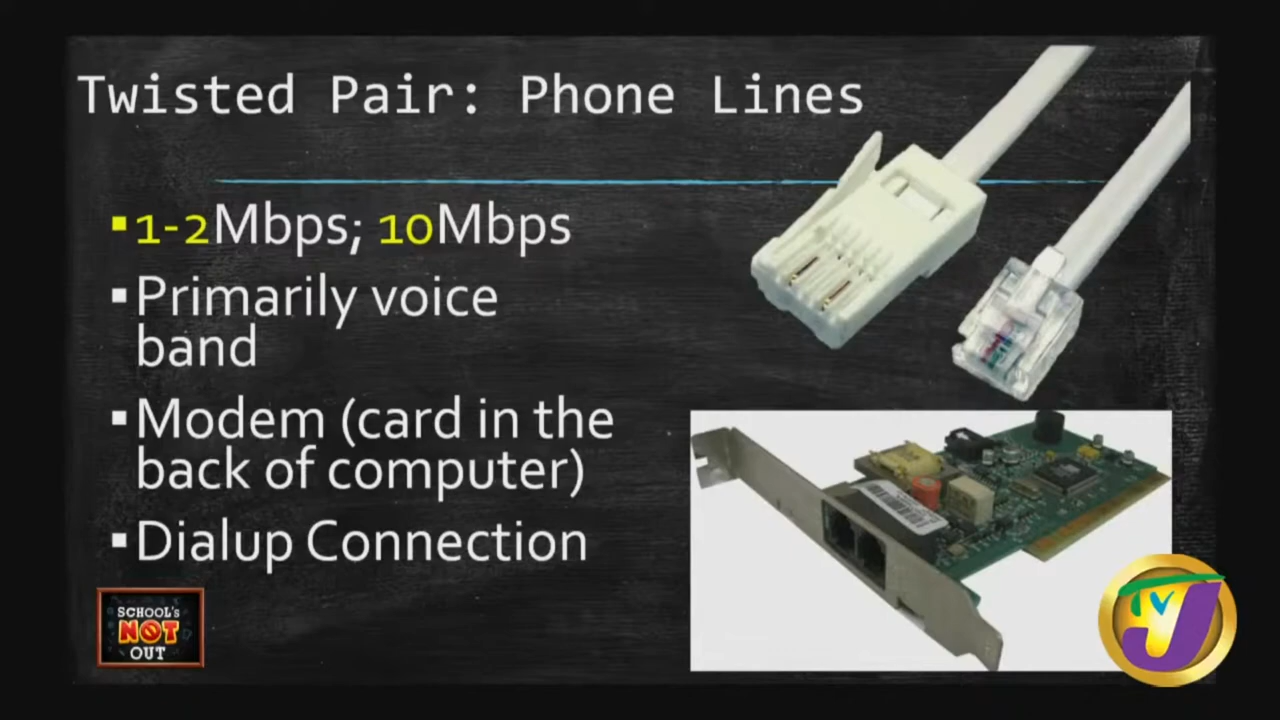 Twisted Pair: Phone Lines
▪1-2Mbps; 10Mbps
▪Primarily voice
band
▪Modem (card in the
back of computer)
▪Dialup Connection
SCHOOL's
NOT
OUT
TVJ